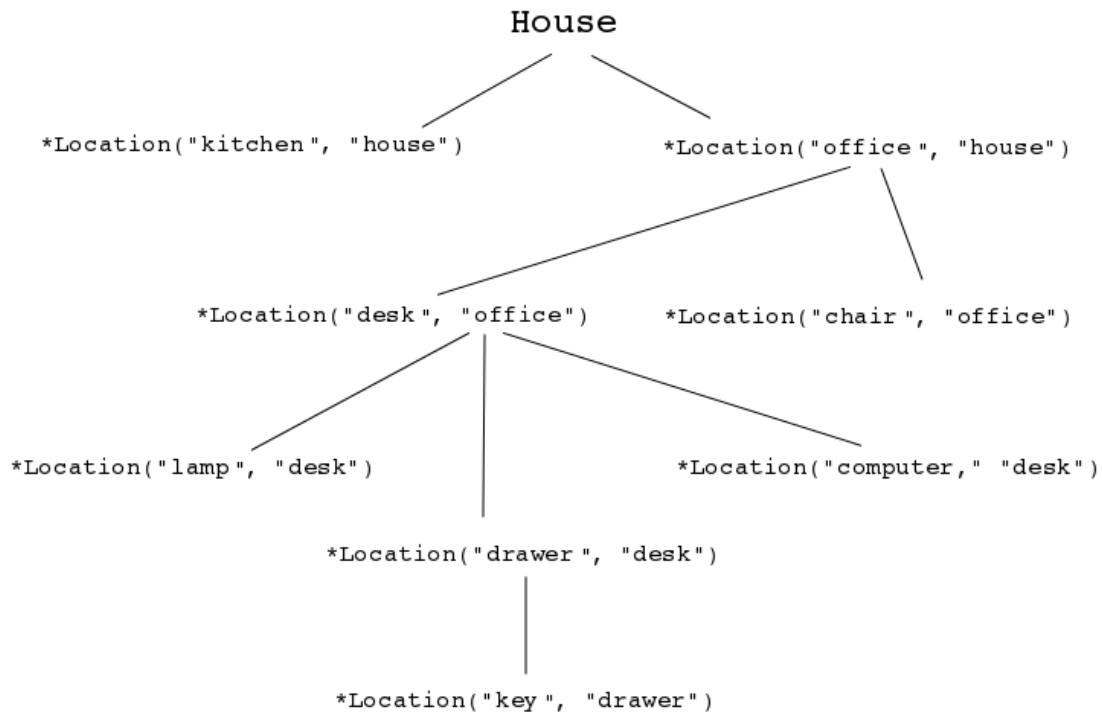 House
*Location("kitchen", "house")
*Location("office", "house")
*Location("desk", "office")
*Location("chair", "office")
*Location("lamp", "desk")
*Location("computer," "desk")
*Location("drawer", "desk")
*Location("key", "drawer")